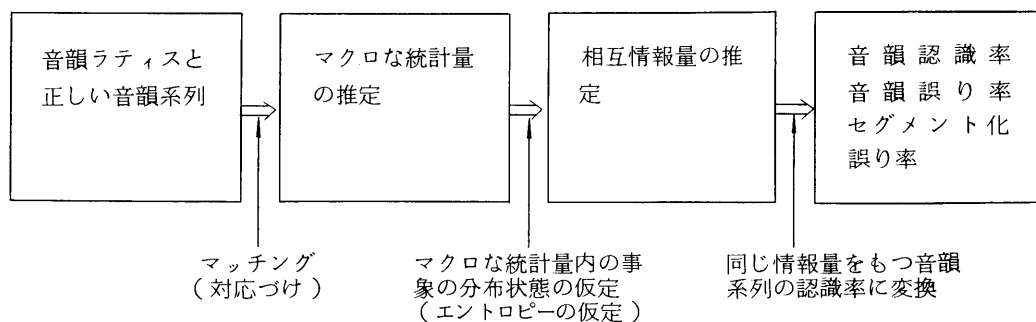 音韻ラティスと
正しい音韻系列
マクロな統計量
の推定
相互情報量の推
定
音韻認識率
音韻誤り率
セグメント化
誤り率
マッチング
(対応づけ)
マクロな統計量内の事
象の分布状態の仮定
(エントロピーの仮定)
同じ情報量をもつ音韻
系列の認識率に変換